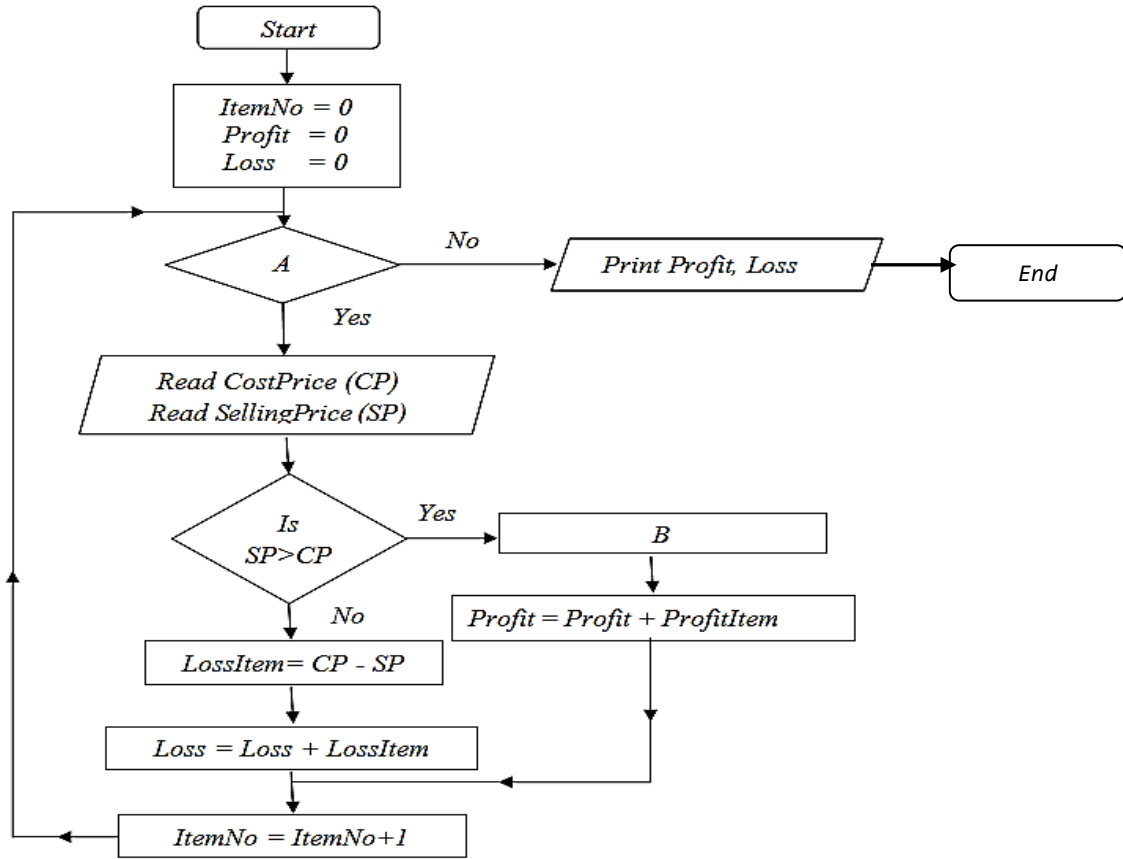 Start
ItemNo = 0
Profit = 0
Loss = 0
A
No
Print Profit, Loss
End
Yes
Read CostPrice (CP)
Read SellingPrice (SP)
Is
SP>CP
Yes
B
No
Profit = Profit + ProfitItem
LossItem= CP - SP
Loss = Loss + LossItem
ItemNo = ItemNo+1